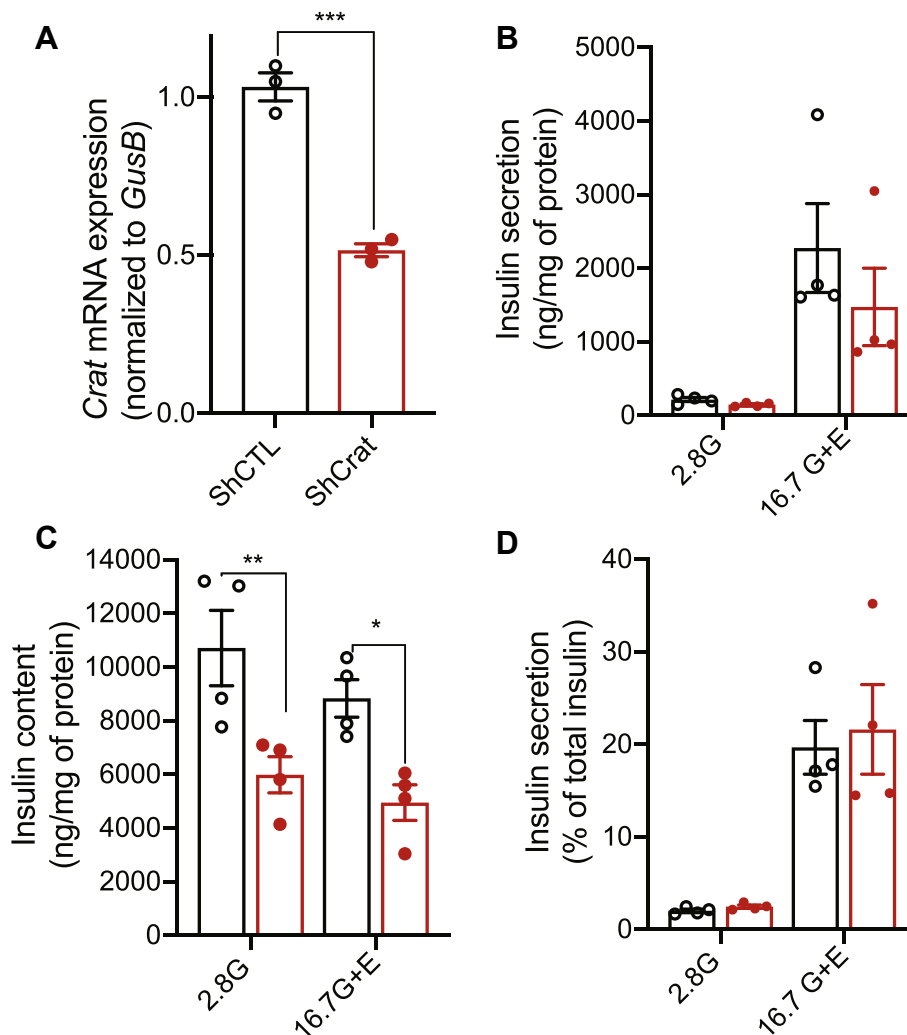 A
Crat mRNA expression
(normalized to GusB)
***
1.0
0.5
0.0
ShCTL
ShCrat
B
Insulin secretion
(ng/mg of protein)
5000
4000
3000
2000
1000
0
2.8G
16.7 G+E
C
Insulin content
(ng/mg of protein)
14000
12000
10000
8000
6000
4000
2000
0
**
*
2.8G
16.7G+E
D
Insulin secretion
(% of total insulin)
40
30
20
10
0
2.8G
16.7 G+E